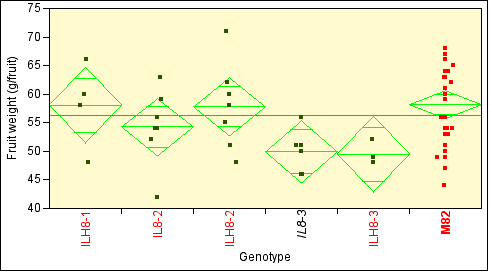 Fruit weight (g/fruit)
75
70
65
60
55
50
45
40
ILH8-1
IL8-2
ILH8-2
IL8-3
ILH8-3
M82
Genotype